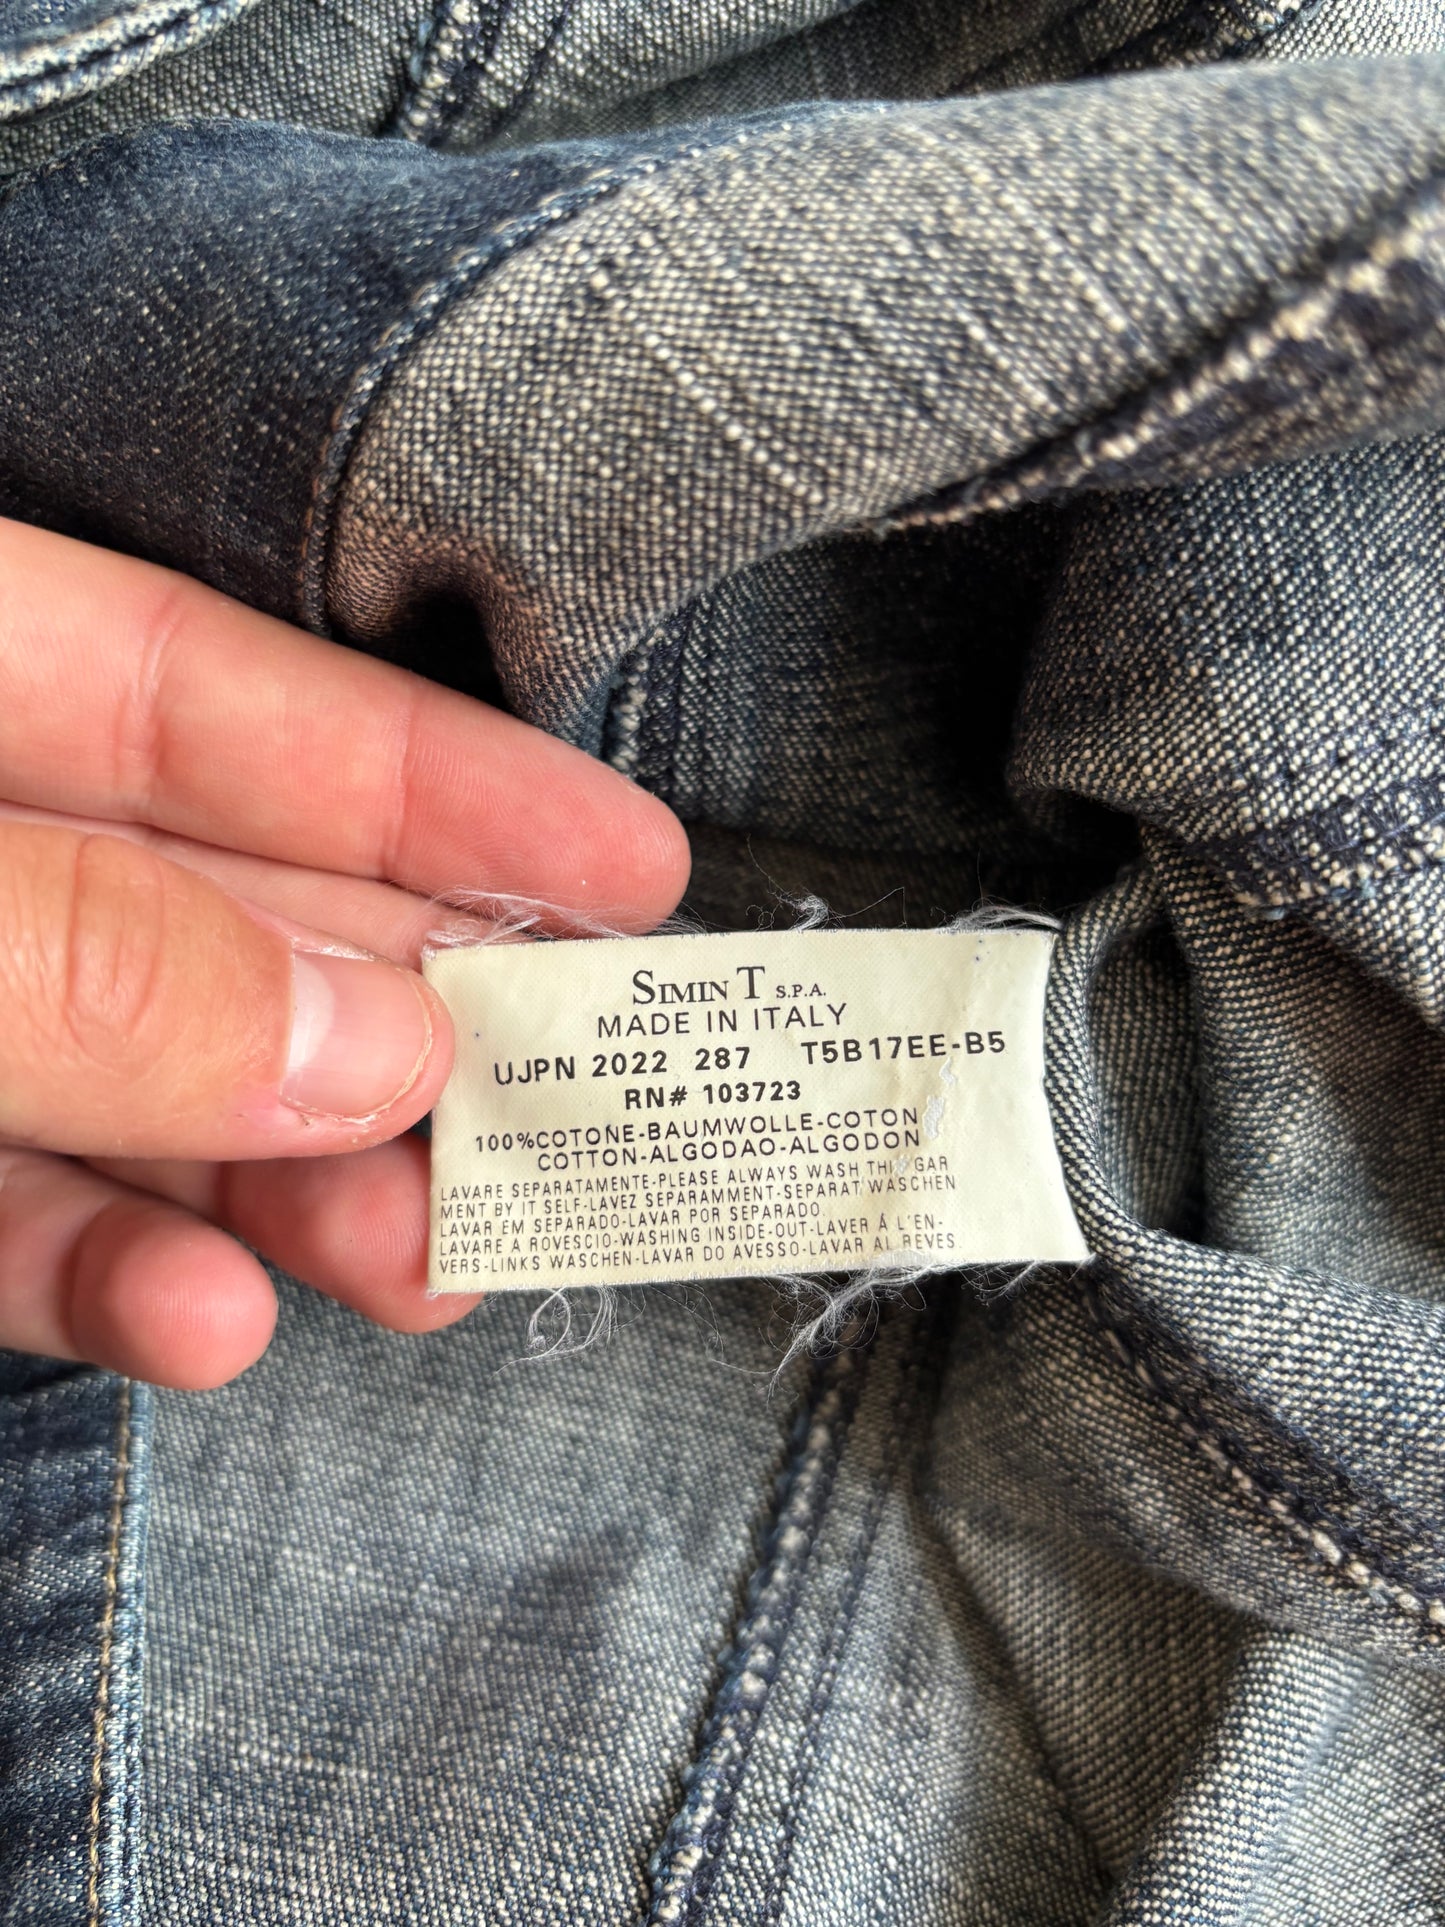 SIMIN T S.P.A.
MADE IN ITALY
UJPN 2022 287 T5B17EE-B5
RN# 103723
100%COTONE-BAUMWOLLE-COTON
COTTON-ALGODAO-ALGODON
LAVARE SEPARATAMENTE-PLEASE ALWAYS WASH THIS GAR
MENT BY IT SELF-LAVEZ SEPARAMMENT-SEPARAT WASCHEN
LAVAR EM SEPARADO-LAVAR POR SEPARADO.
LAVARE A ROVESCIO-WASHING INSIDE-OUT-LAVER Á L'EN-
VERS-LINKS WASCHEN-LAVAR DO AVESSO-LAVAR AL REVES.